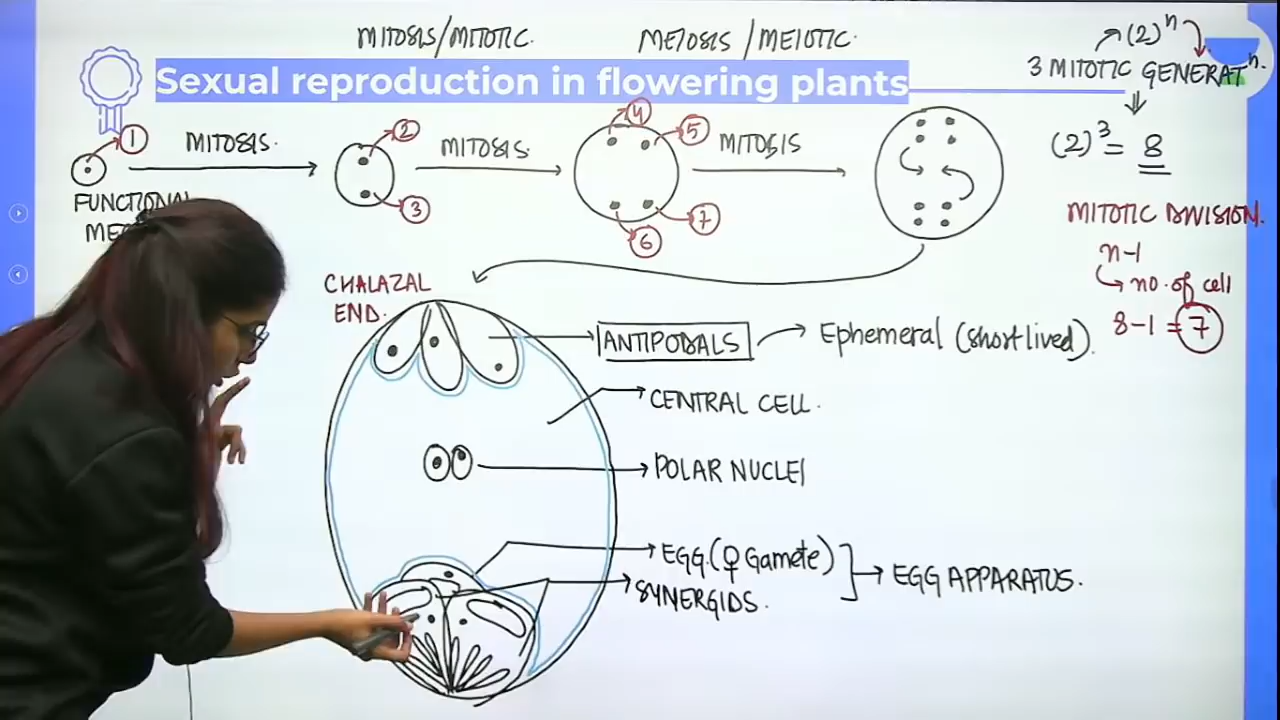 MITOSIS/MITOTIC.
MEIOSIS / MEIOTIC.
(2)ⁿ
3 MITOTIC GENERATⁿ.
Sexual reproduction in flowering plants
(2)³ = 8
1
MITOSIS.
2
3
MITOSIS.
4
5
6
7
MITOSIS
FUNCTIONAL
MITOTIC DIVISION.
n-1
no. of cell
8-1 = 7
CHALAZAL
END.
ANTIPODALS
Ephemeral (short lived).
CENTRAL CELL.
POLAR NUCLEI
EGG. (♀ Gamete)
SYNERGIDS.
EGG APPARATUS.